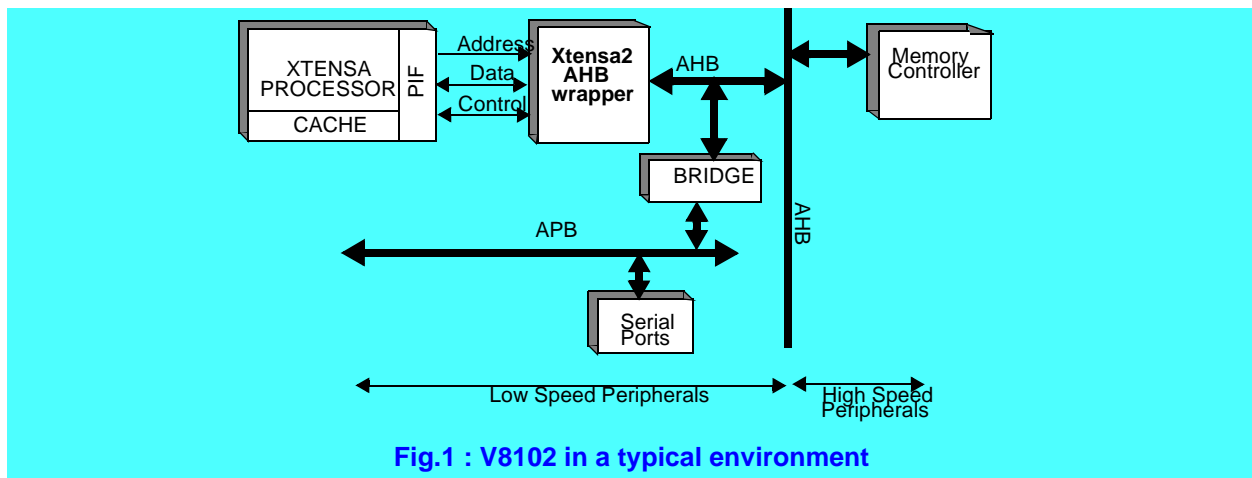 XTENSA
PROCESSOR
CACHE
PIF
Address
Data
Control
Xtensa2
AHB
wrapper
AHB
Memory
Controller
BRIDGE
AHB
APB
Serial
Ports
Low Speed Peripherals
High Speed
Peripherals
Fig.1 : V8102 in a typical environment